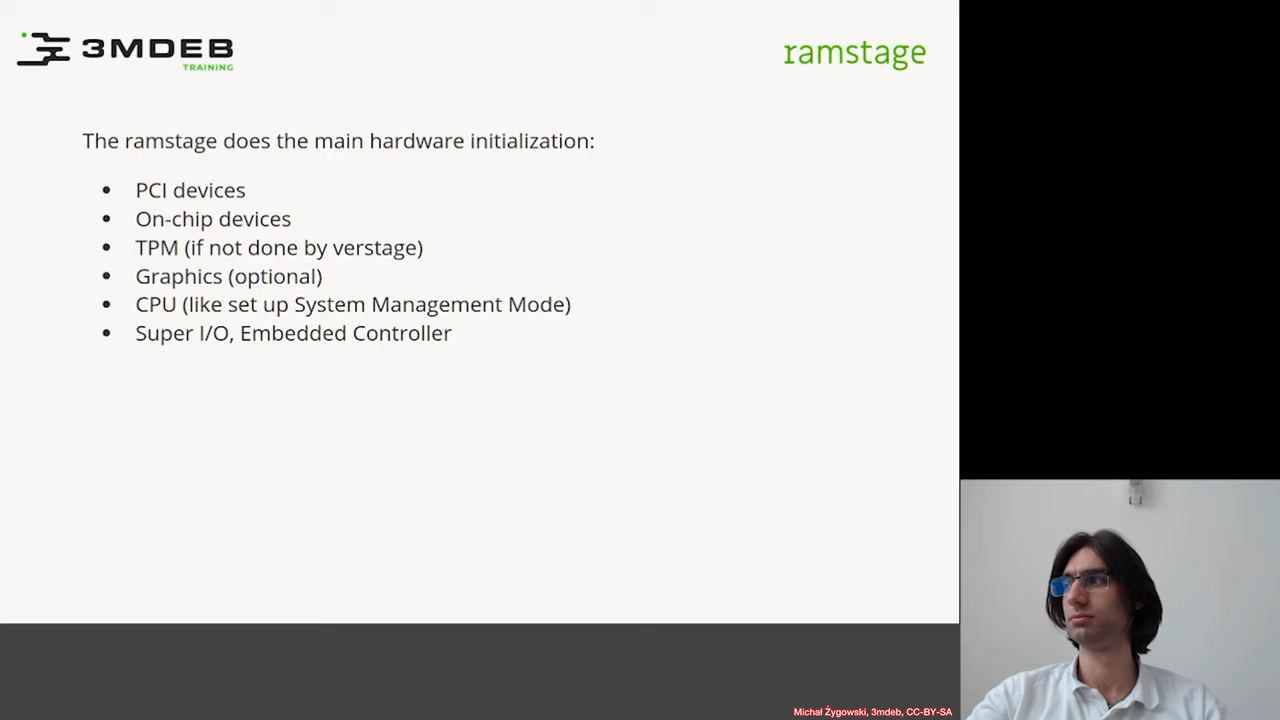 3MDEB
TRAINING
ramstage
The ramstage does the main hardware initialization:
• PCI devices
• On-chip devices
• TPM (if not done by verstage)
• Graphics (optional)
• CPU (like set up System Management Mode)
• Super I/O, Embedded Controller
Michał Żygowski, 3mdeb, CC-BY-SA